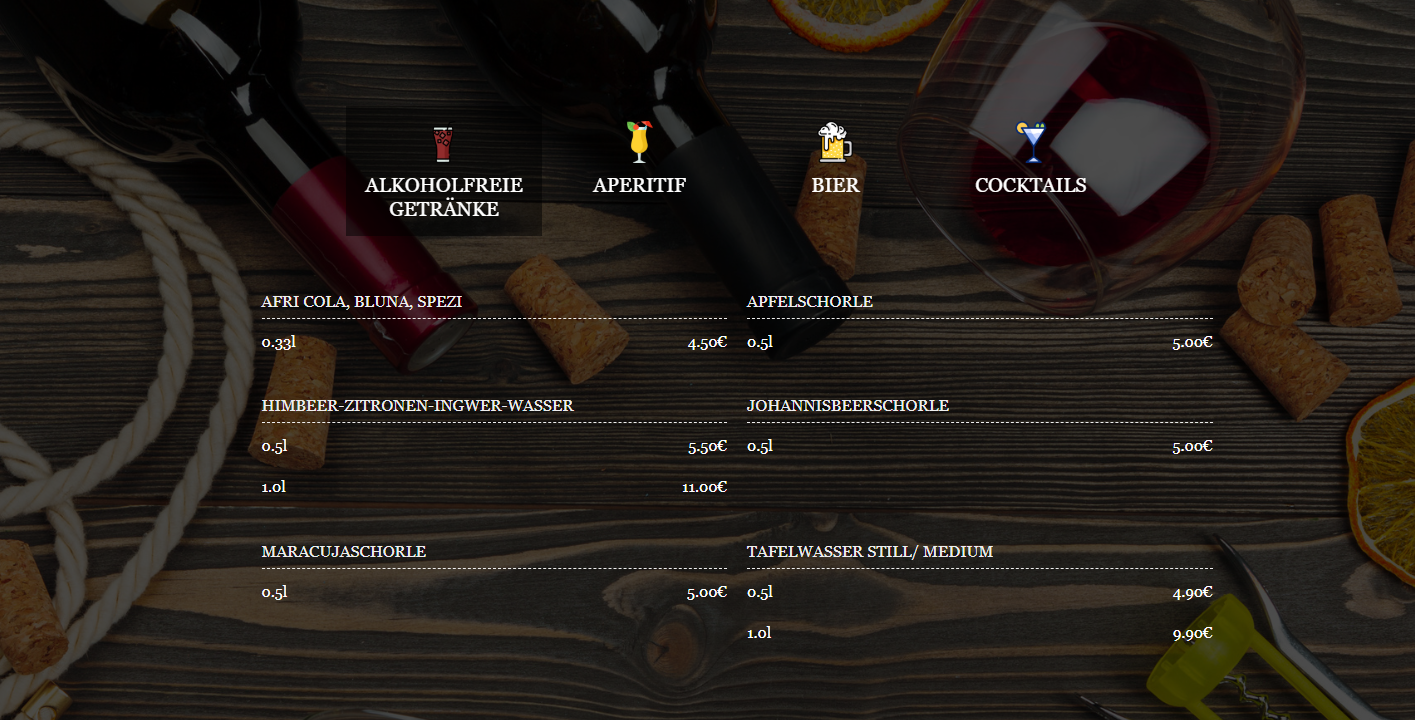 ALKOHOLFREIE
GETRÄNKE
APERITIF
BIER
COCKTAILS
AFRI COLA, BLUNA, SPEZI
0.33l 4.50€
APFELSCHORLE
0.5l 5.00€
HIMBEER-ZITRONEN-INGWER-WASSER
0.5l 5.50€
1.0l 11.00€
JOHANNISBEERSCHORLE
0.5l 5.00€
MARACUJASCHORLE
0.5l 5.00€
TAFELWASSER STILL/ MEDIUM
0.5l 4.90€
1.0l 9.90€